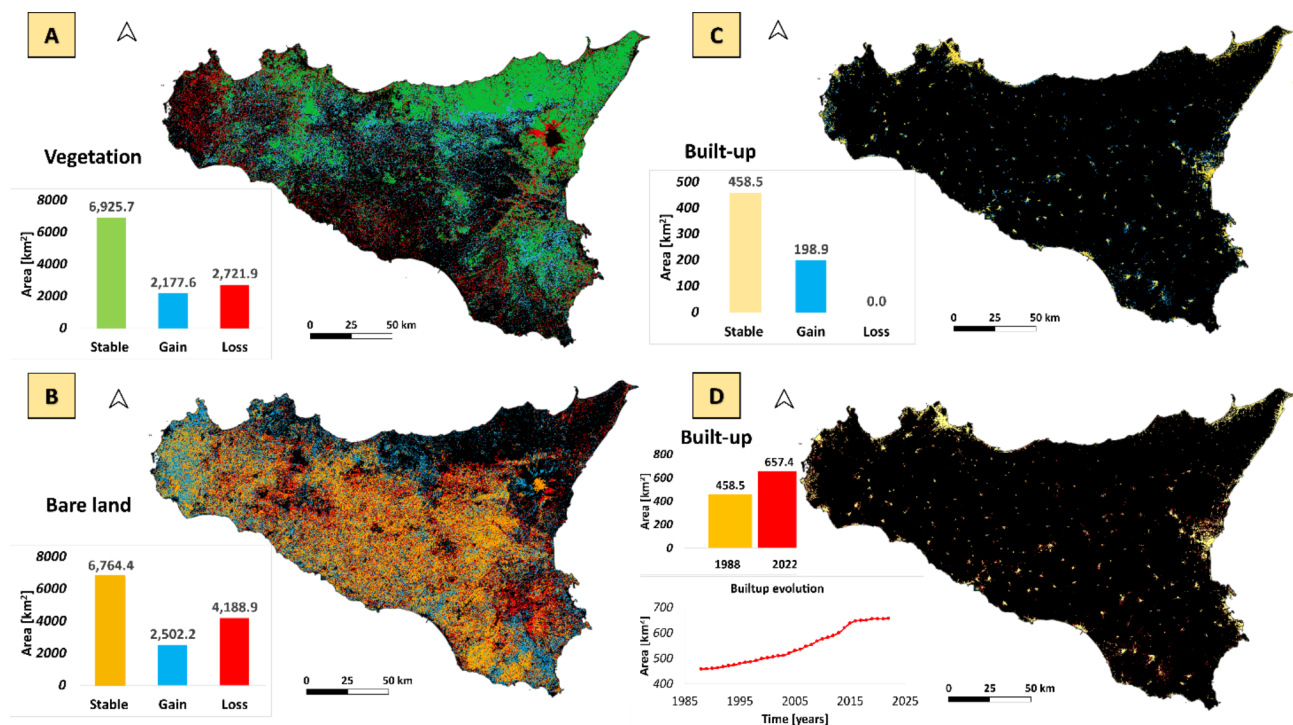 A
Vegetation
Area [km²]
8000
6000
4000
2000
0
6,925.7
2,177.6
2,721.9
Stable Gain Loss
0 25 50 km
C
Built-up
Area [km²]
500
400
300
200
100
0
458.5
198.9
0.0
Stable Gain Loss
0 25 50 km
B
Bare land
Area [km²]
8000
6000
4000
2000
0
6,764.4
2,502.2
4,188.9
Stable Gain Loss
0 25 50 km
D
Built-up
Area [km²]
800
600
400
200
0
458.5
657.4
1988 2022
Builtup evolution
Area [km²]
700
600
500
400
1985 1995 2005 2015 2025
Time [years]
0 25 50 km